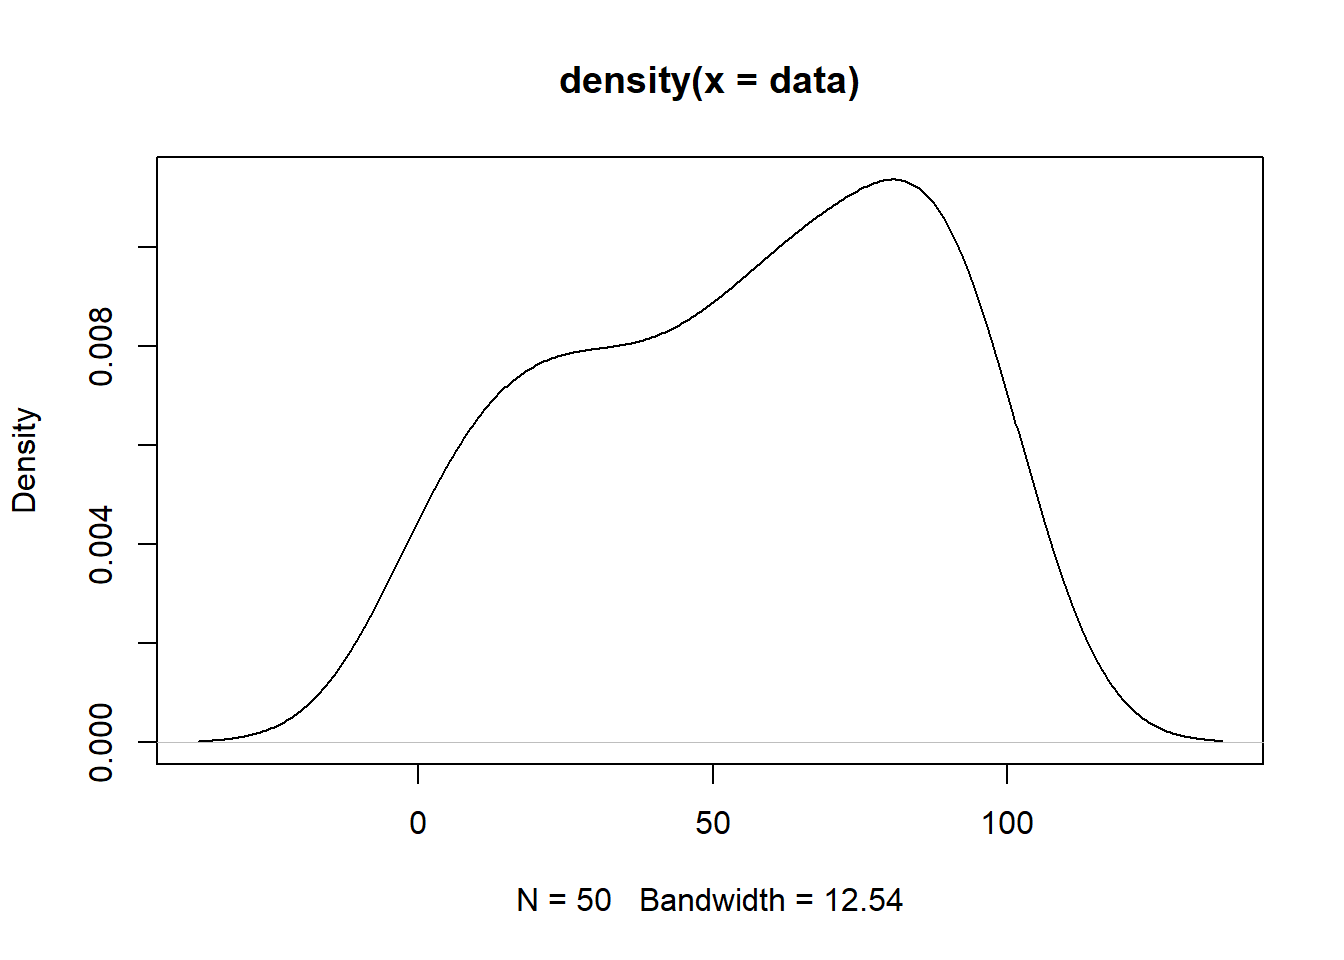 density(x = data)
Density
0.008
0.004
0.000
0 50 100
N = 50 Bandwidth = 12.54